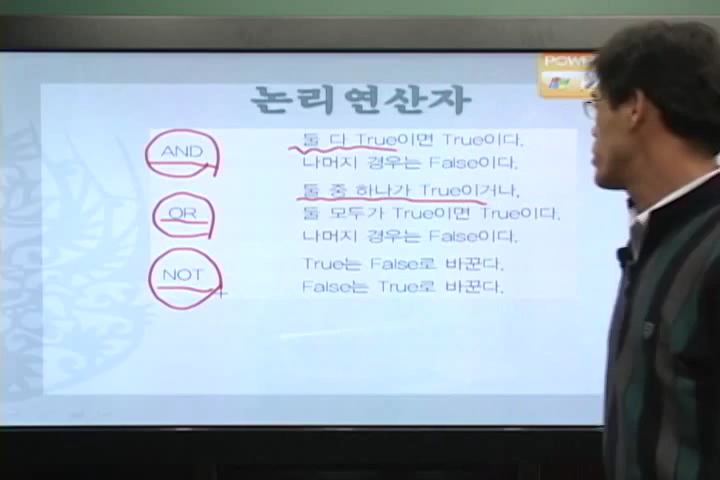 POW
논리연산자
AND
둘 다 True이면 True이다.
나머지 경우는 False이다.
OR
둘 중 하나가 True이거나,
둘 모두가 True이면 True이다.
나머지 경우는 False이다.
NOT
True는 False로 바꾼다.
False는 True로 바꾼다.